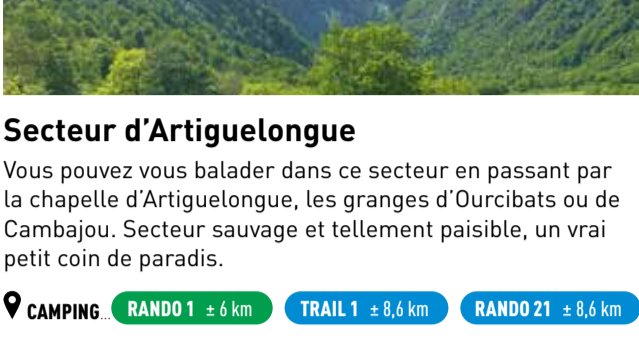 Secteur d'Artiguelongue
Vous pouvez vous balader dans ce secteur en passant par
la chapelle d'Artiguelongue, les granges d'Ourcibats ou de
Cambajou. Secteur sauvage et tellement paisible, un vrai
petit coin de paradis.
CAMPING... RANDO 1 ± 6 km TRAIL 1 ± 8,6 km RANDO 21 ± 8,6 km